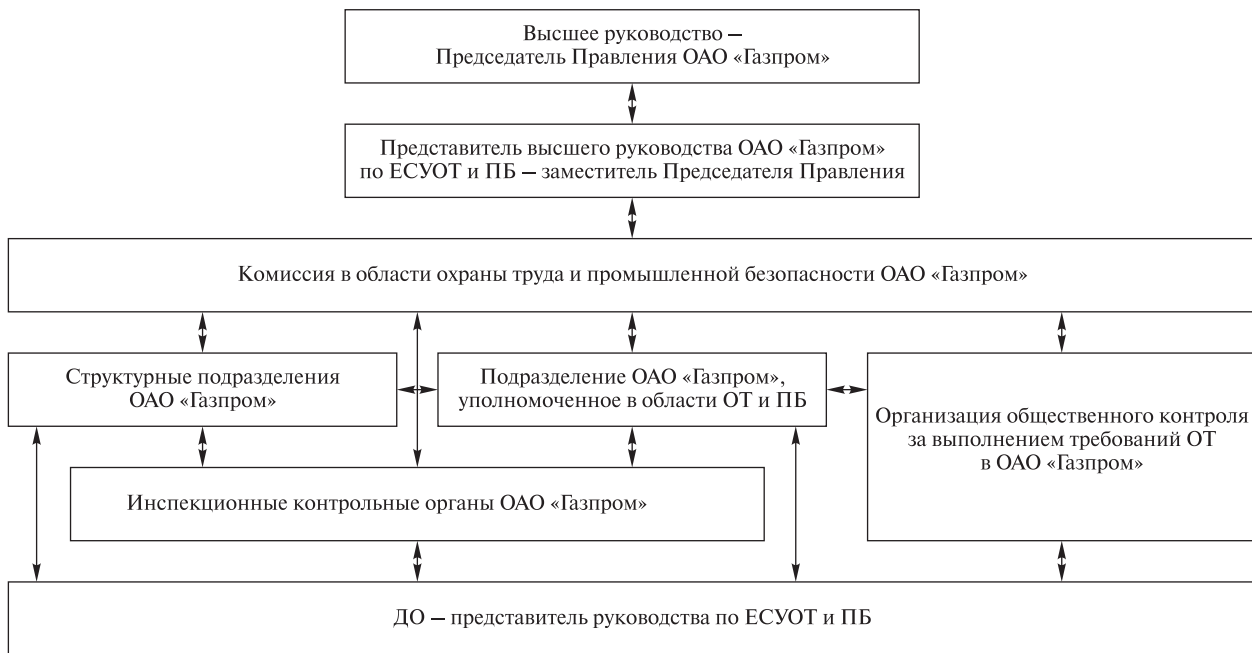 Высшее руководство —
Председатель Правления ОАО «Газпром»
Представитель высшего руководства ОАО «Газпром»
по ЕСУОТ и ПБ — заместитель Председателя Правления
Комиссия в области охраны труда и промышленной безопасности ОАО «Газпром»
Структурные подразделения
ОАО «Газпром»
Подразделение ОАО «Газпром»,
уполномоченное в области ОТ и ПБ
Организация общественного контроля
за выполнением требований ОТ
в ОАО «Газпром»
Инспекционные контрольные органы ОАО «Газпром»
ДО — представитель руководства по ЕСУОТ и ПБ